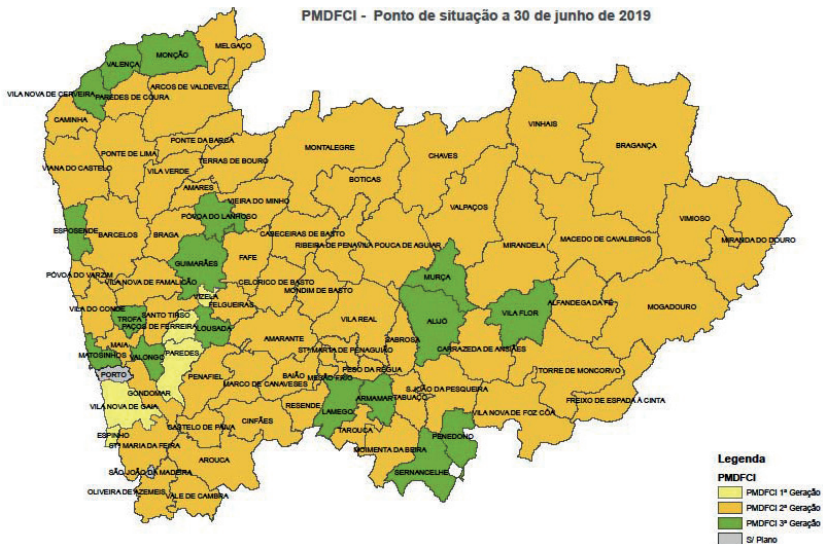 PMDFCI - Ponto de situação a 30 de junho de 2019
MELGAÇO
MONÇÃO
VALENÇA
VILA NOVA DE CERVEIRA
PAREDES DE COURA
ARCOS DE VALDEVEZ
CAMINHA
VINHAIS
BRAGANÇA
PONTE DA BARCA
MONTALEGRE
PONTE DE LIMA
TERRAS DE BOURO
CHAVES
VIANA DO CASTELO
VILA VERDE
BOTICAS
AMARES
VIEIRA DO MINHO
VALPAÇOS
PÓVOA DO LANHOSO
VIMIOSO
ESPOSENDE
BARCELOS
BRAGA
CABECEIRAS DE BASTO
RIBEIRA DE PENA
VILA POUCA DE AGUIAR
MIRANDELA
MACEDO DE CAVALEIROS
MIRANDA DO DOURO
FAFE
GUIMARÃES
PÓVOA DO VARZIM
VILA NOVA DE FAMALICÃO
CELORICO DE BASTO
MURÇA
MONDIM DE BASTO
VIZELA
FELGUEIRAS
ALFANDEGA DA FÉ
MOGADOURO
VILA DO CONDE
TROFA
SANTO TIRSO
VILA REAL
ALIJÓ
VILA FLOR
PAÇOS DE FERREIRA
LOUSADA
AMARANTE
SABROSA
MAIA
MATOSINHOS
VALONGO
PAREDES
STª MARTA DE PENAGUIÃO
CARRAZEDA DE ANSIÃES
PORTO
PENAFIEL
BAIÃO
PESO DA RÉGUA
TORRE DE MONCORVO
MARCO DE CANAVESES
MESÃO FRIO
S.JOÃO DA PESQUEIRA
GONDOMAR
ARMAMAR
TABUAÇO
FREIXO DE ESPADA À CINTA
VILA NOVA DE GAIA
RESENDE
LAMEGO
VILA NOVA DE FOZ CÔA
CASTELO DE PAIVA
CINFÃES
TAROUCA
PENEDONO
ESPINHO
STª MARIA DA FEIRA
MOIMENTA DA BEIRA
AROUCA
SERNANCELHE
SÃO JOÃO DA MADEIRA
OLIVEIRA DE AZEMEIS
VALE DE CAMBRA
Legenda
PMDFCI
PMDFCI 1ª Geração
PMDFCI 2ª Geração
PMDFCI 3ª Geração
S/ Plano